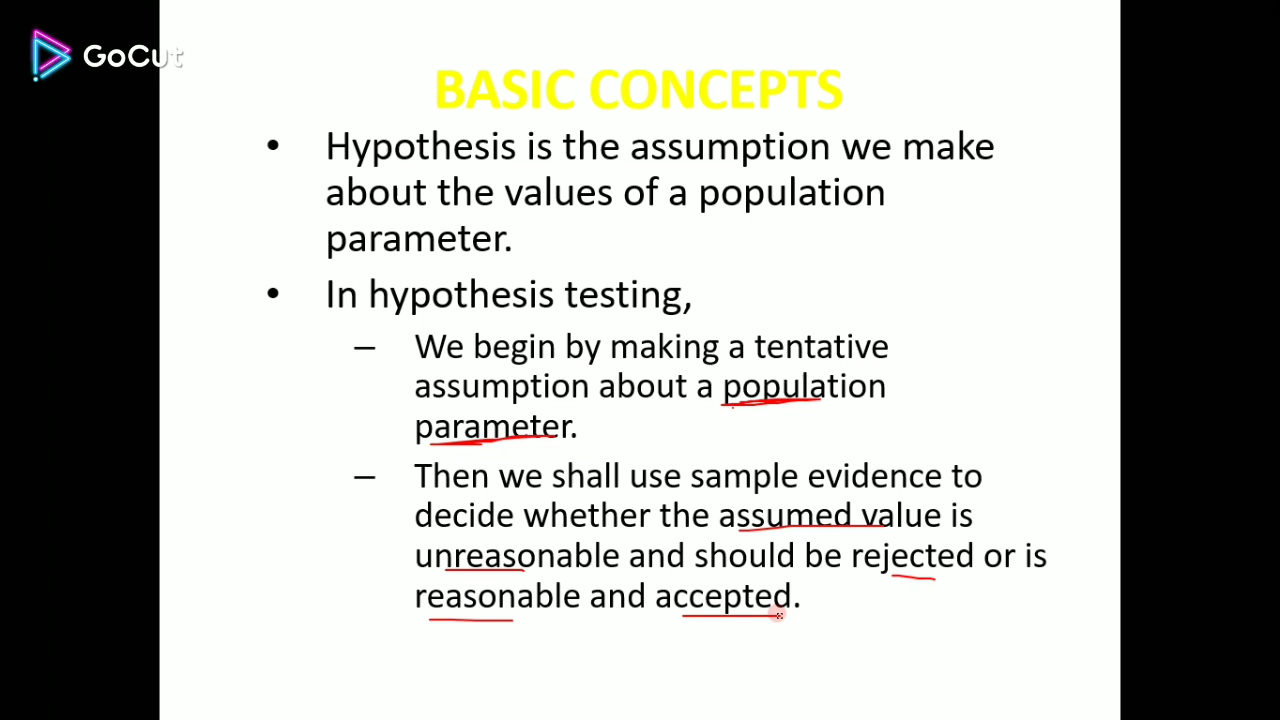 GoCut
BASIC CONCEPTS
• Hypothesis is the assumption we make
about the values of a population
parameter.
• In hypothesis testing,
– We begin by making a tentative
assumption about a population
parameter.
– Then we shall use sample evidence to
decide whether the assumed value is
unreasonable and should be rejected or is
reasonable and accepted.